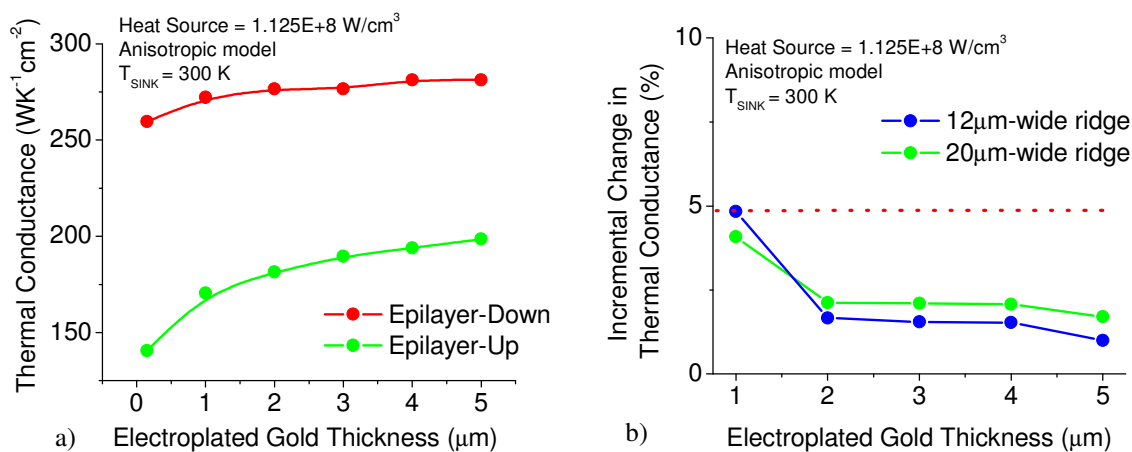 Heat Source = 1.125E+8 W/cm³
Anisotropic model
T_SINK = 300 K
Thermal Conductance (WK⁻¹cm⁻²)
300
250
200
150
Epilayer-Down
Epilayer-Up
0 1 2 3 4 5
a) Electroplated Gold Thickness (μm)
Heat Source = 1.125E+8 W/cm³
Anisotropic model
T_SINK = 300 K
Incremental Change in
Thermal Conductance (%)
10
5
0
12μm-wide ridge
20μm-wide ridge
1 2 3 4 5
b) Electroplated Gold Thickness (μm)